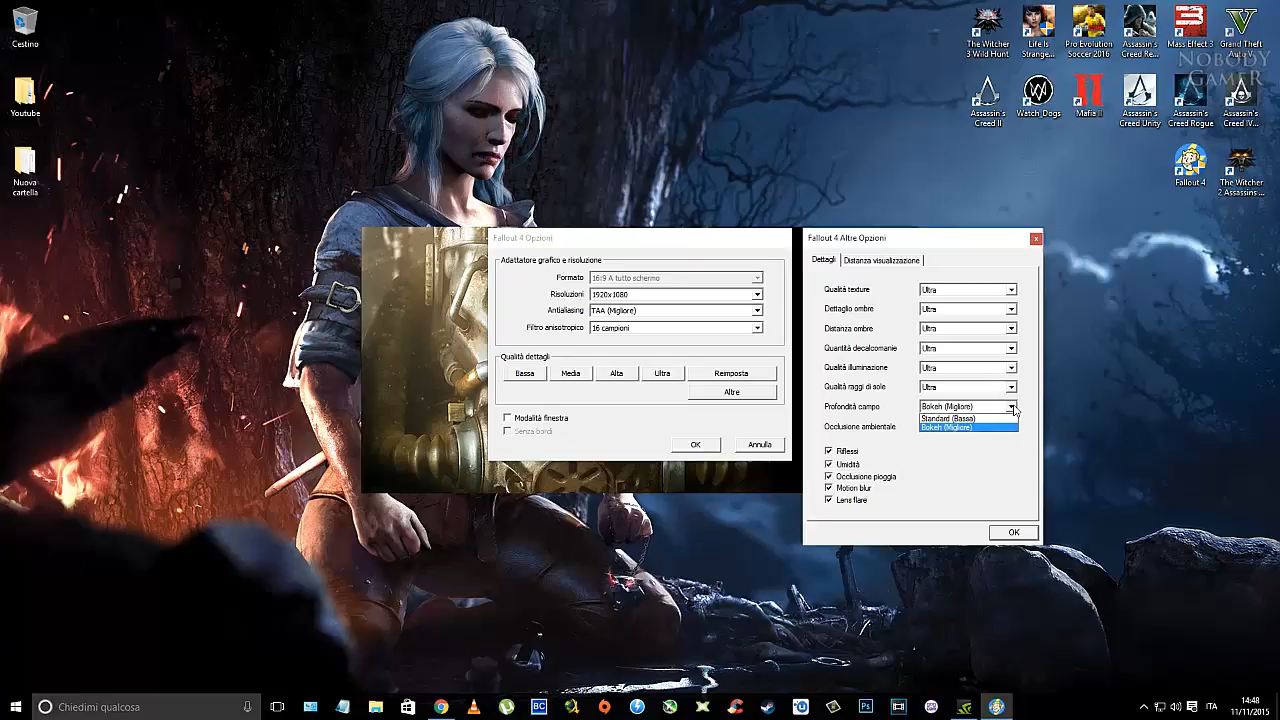 Cestino
Youtube
Nuova
cartella
The Witcher
3 Wild Hunt
Life Is
Strange...
Pro Evolution
Soccer 2016
Assassin's
Creed Re...
Mass Effect 3
Grand Theft
Auto V
NOBODY
GAMER
Assassin's
Creed II
Watch_Dogs
Mafia II
Assassin's
Creed Unity
Assassin's
Creed Rogue
Assassin's
Creed IV...
Fallout 4
The Witcher
2 Assassins ...
Fallout 4 Opzioni
Adattatore grafico e risoluzione
Formato 16:9 A tutto schermo
Risoluzioni 1920x1080
Antialiasing TAA (Migliore)
Filtro anisotropico 16 campioni
Qualità dettagli
Bassa Media Alta Ultra Reimposta
Altre
Modalità finestra
Senza bordi
OK Annulla
Fallout 4 Altre Opzioni
Dettagli Distanza visualizzazione
Qualità texture Ultra
Dettaglio ombre Ultra
Distanza ombre Ultra
Quantità decalcomanie Ultra
Qualità illuminazione Ultra
Qualità raggi di sole Ultra
Profondità campo Bokeh (Migliore)
Standard (Bassa)
Occlusione ambientale Bokeh (Migliore)
Riflessi
Umidità
Occlusione pioggia
Motion blur
Lens flare
OK
Chiedimi qualcosa
BC
Ps
ITA
14:48
11/11/2015